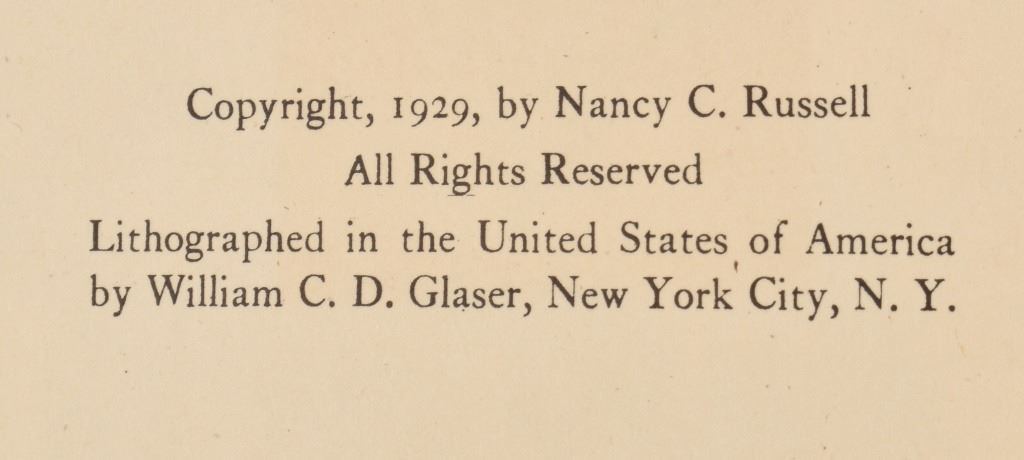 Copyright, 1929, by Nancy C. Russell
All Rights Reserved
Lithographed in the United States of America
by William C. D. Glaser, New York City, N. Y.